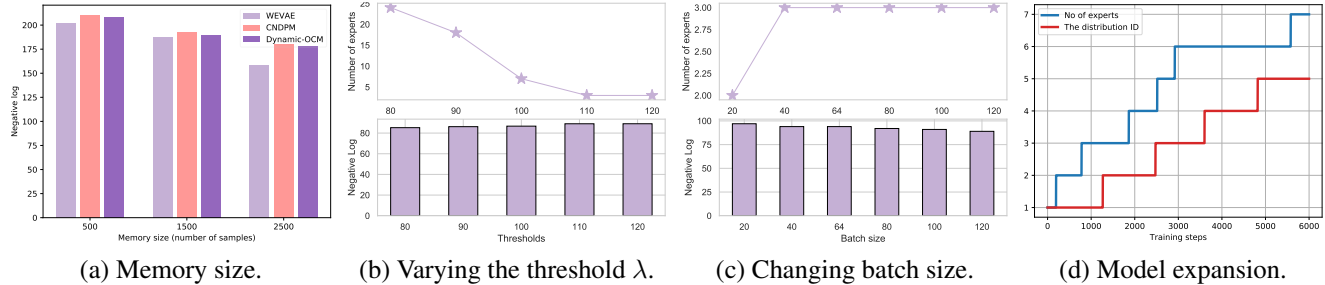 200
175
150
125
100
75
50
25
0
Negative log
WEVAE
CNDPM
Dynamic-OCM
500 1500 2500
Memory size (number of samples)
(a) Memory size.
25
20
15
10
5
Number of experts
80 90 100 110 120
80
60
40
20
0
Negative Log
80 90 100 110 120
Thresholds
(b) Varying the threshold λ.
3.00
2.75
2.50
2.25
2.00
Number of experts
20 40 64 80 100 120
100
75
50
25
0
Negative Log
20 40 64 80 100 120
Batch size
(c) Changing batch size.
7
6
5
4
3
2
1
No of experts
The distribution ID
0 1000 2000 3000 4000 5000 6000
Training steps
(d) Model expansion.